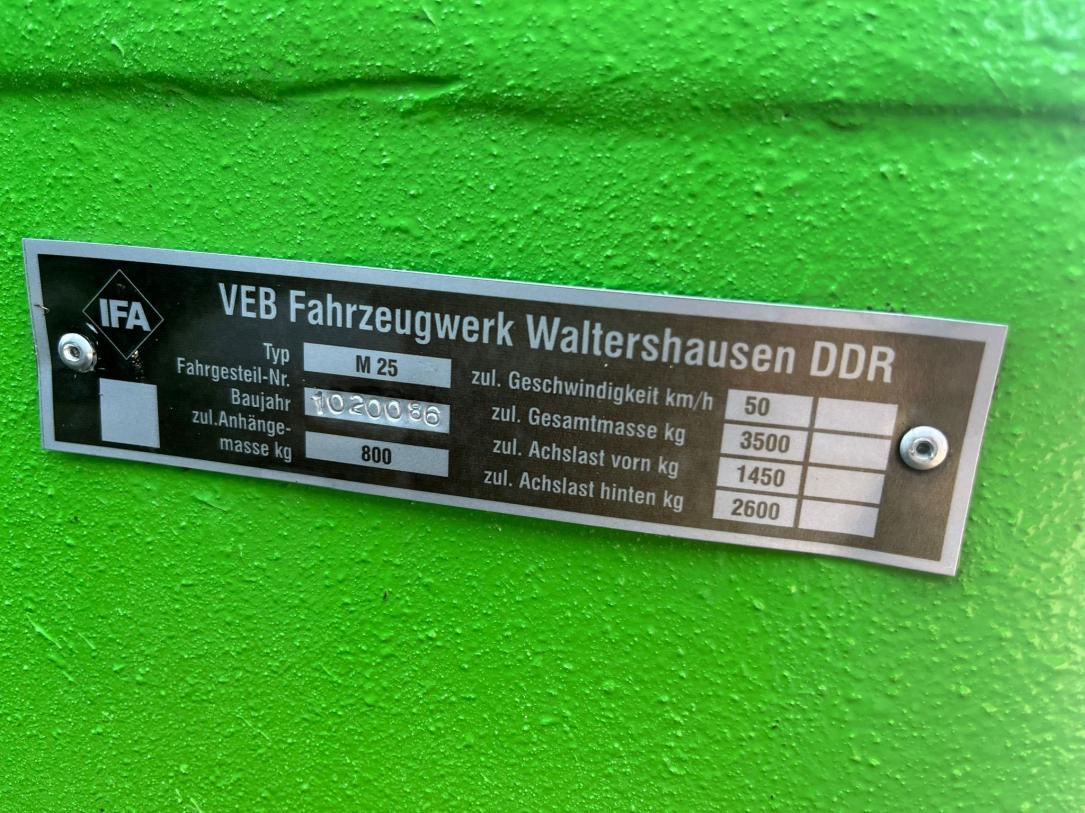 IFA
VEB Fahrzeugwerk Waltershausen DDR
Typ M 25
Fahrgesteil-Nr.
Baujahr 1020086
zul.Anhänge-
masse kg 800
zul. Geschwindigkeit km/h 50
zul. Gesamtmasse kg 3500
zul. Achslast vorn kg 1450
zul. Achslast hinten kg 2600